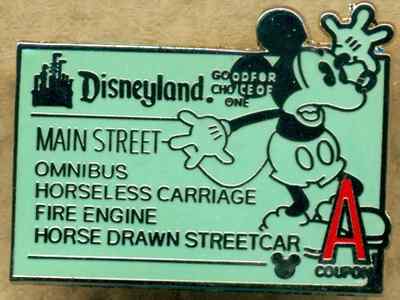 Disneyland.
GOOD FOR
CHOICE OF
ONE
MAIN STREET
OMNIBUS
HORSELESS CARRIAGE
FIRE ENGINE
HORSE DRAWN STREETCAR
A
COUPON